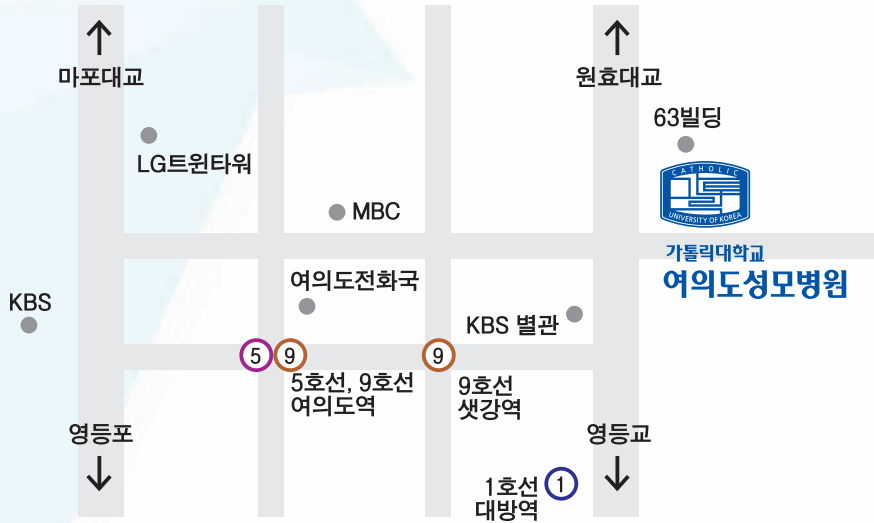 마포대교
원효대교
63빌딩
LG트윈타워
CATHOLIC
UNIVERSITY OF KOREA
MBC
가톨릭대학교
여의도성모병원
여의도전화국
KBS
KBS 별관
5
9
9
5호선, 9호선
여의도역
9호선
샛강역
영등포
영등교
1호선
대방역
1